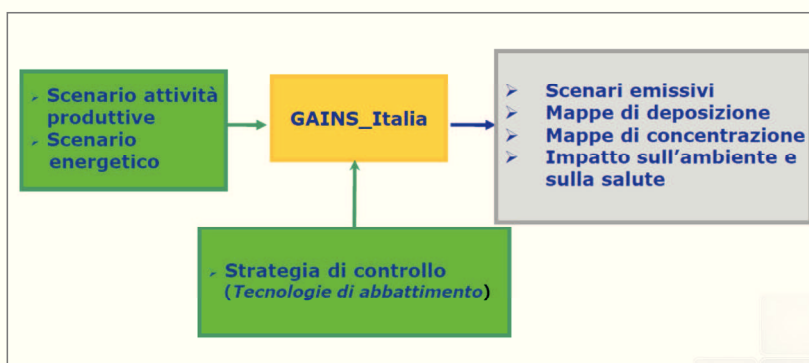 ➢ Scenario attività
produttive
➢ Scenario
energetico
GAINS_Italia
➢ Scenari emissivi
➢ Mappe di deposizione
➢ Mappe di concentrazione
➢ Impatto sull’ambiente e
sulla salute
➢ Strategia di controllo
(Tecnologie di abbattimento)